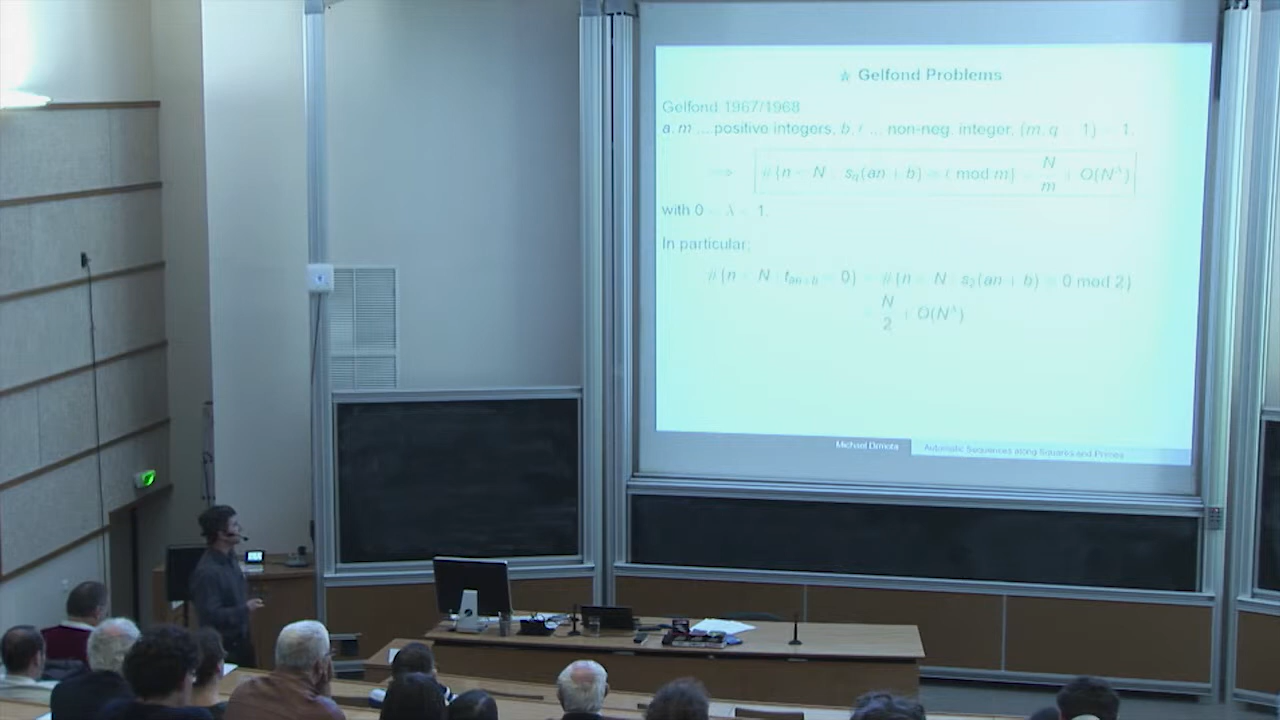 ★ Gelfond Problems
Gelfond 1967/1968
a, m ... positive integers, b, ℓ ... non-neg. integer, (m, q − 1) = 1.
⟹ #{n < N : s_q(an + b) ≡ ℓ mod m} = N/m + O(N^λ)
with 0 < λ < 1.
In particular:
#{n < N : t_{an+b} = 0} = #{n < N : s_2(an + b) ≡ 0 mod 2}
= N/2 + O(N^λ)
Michael Drmota
Automatic Sequences along Squares and Primes